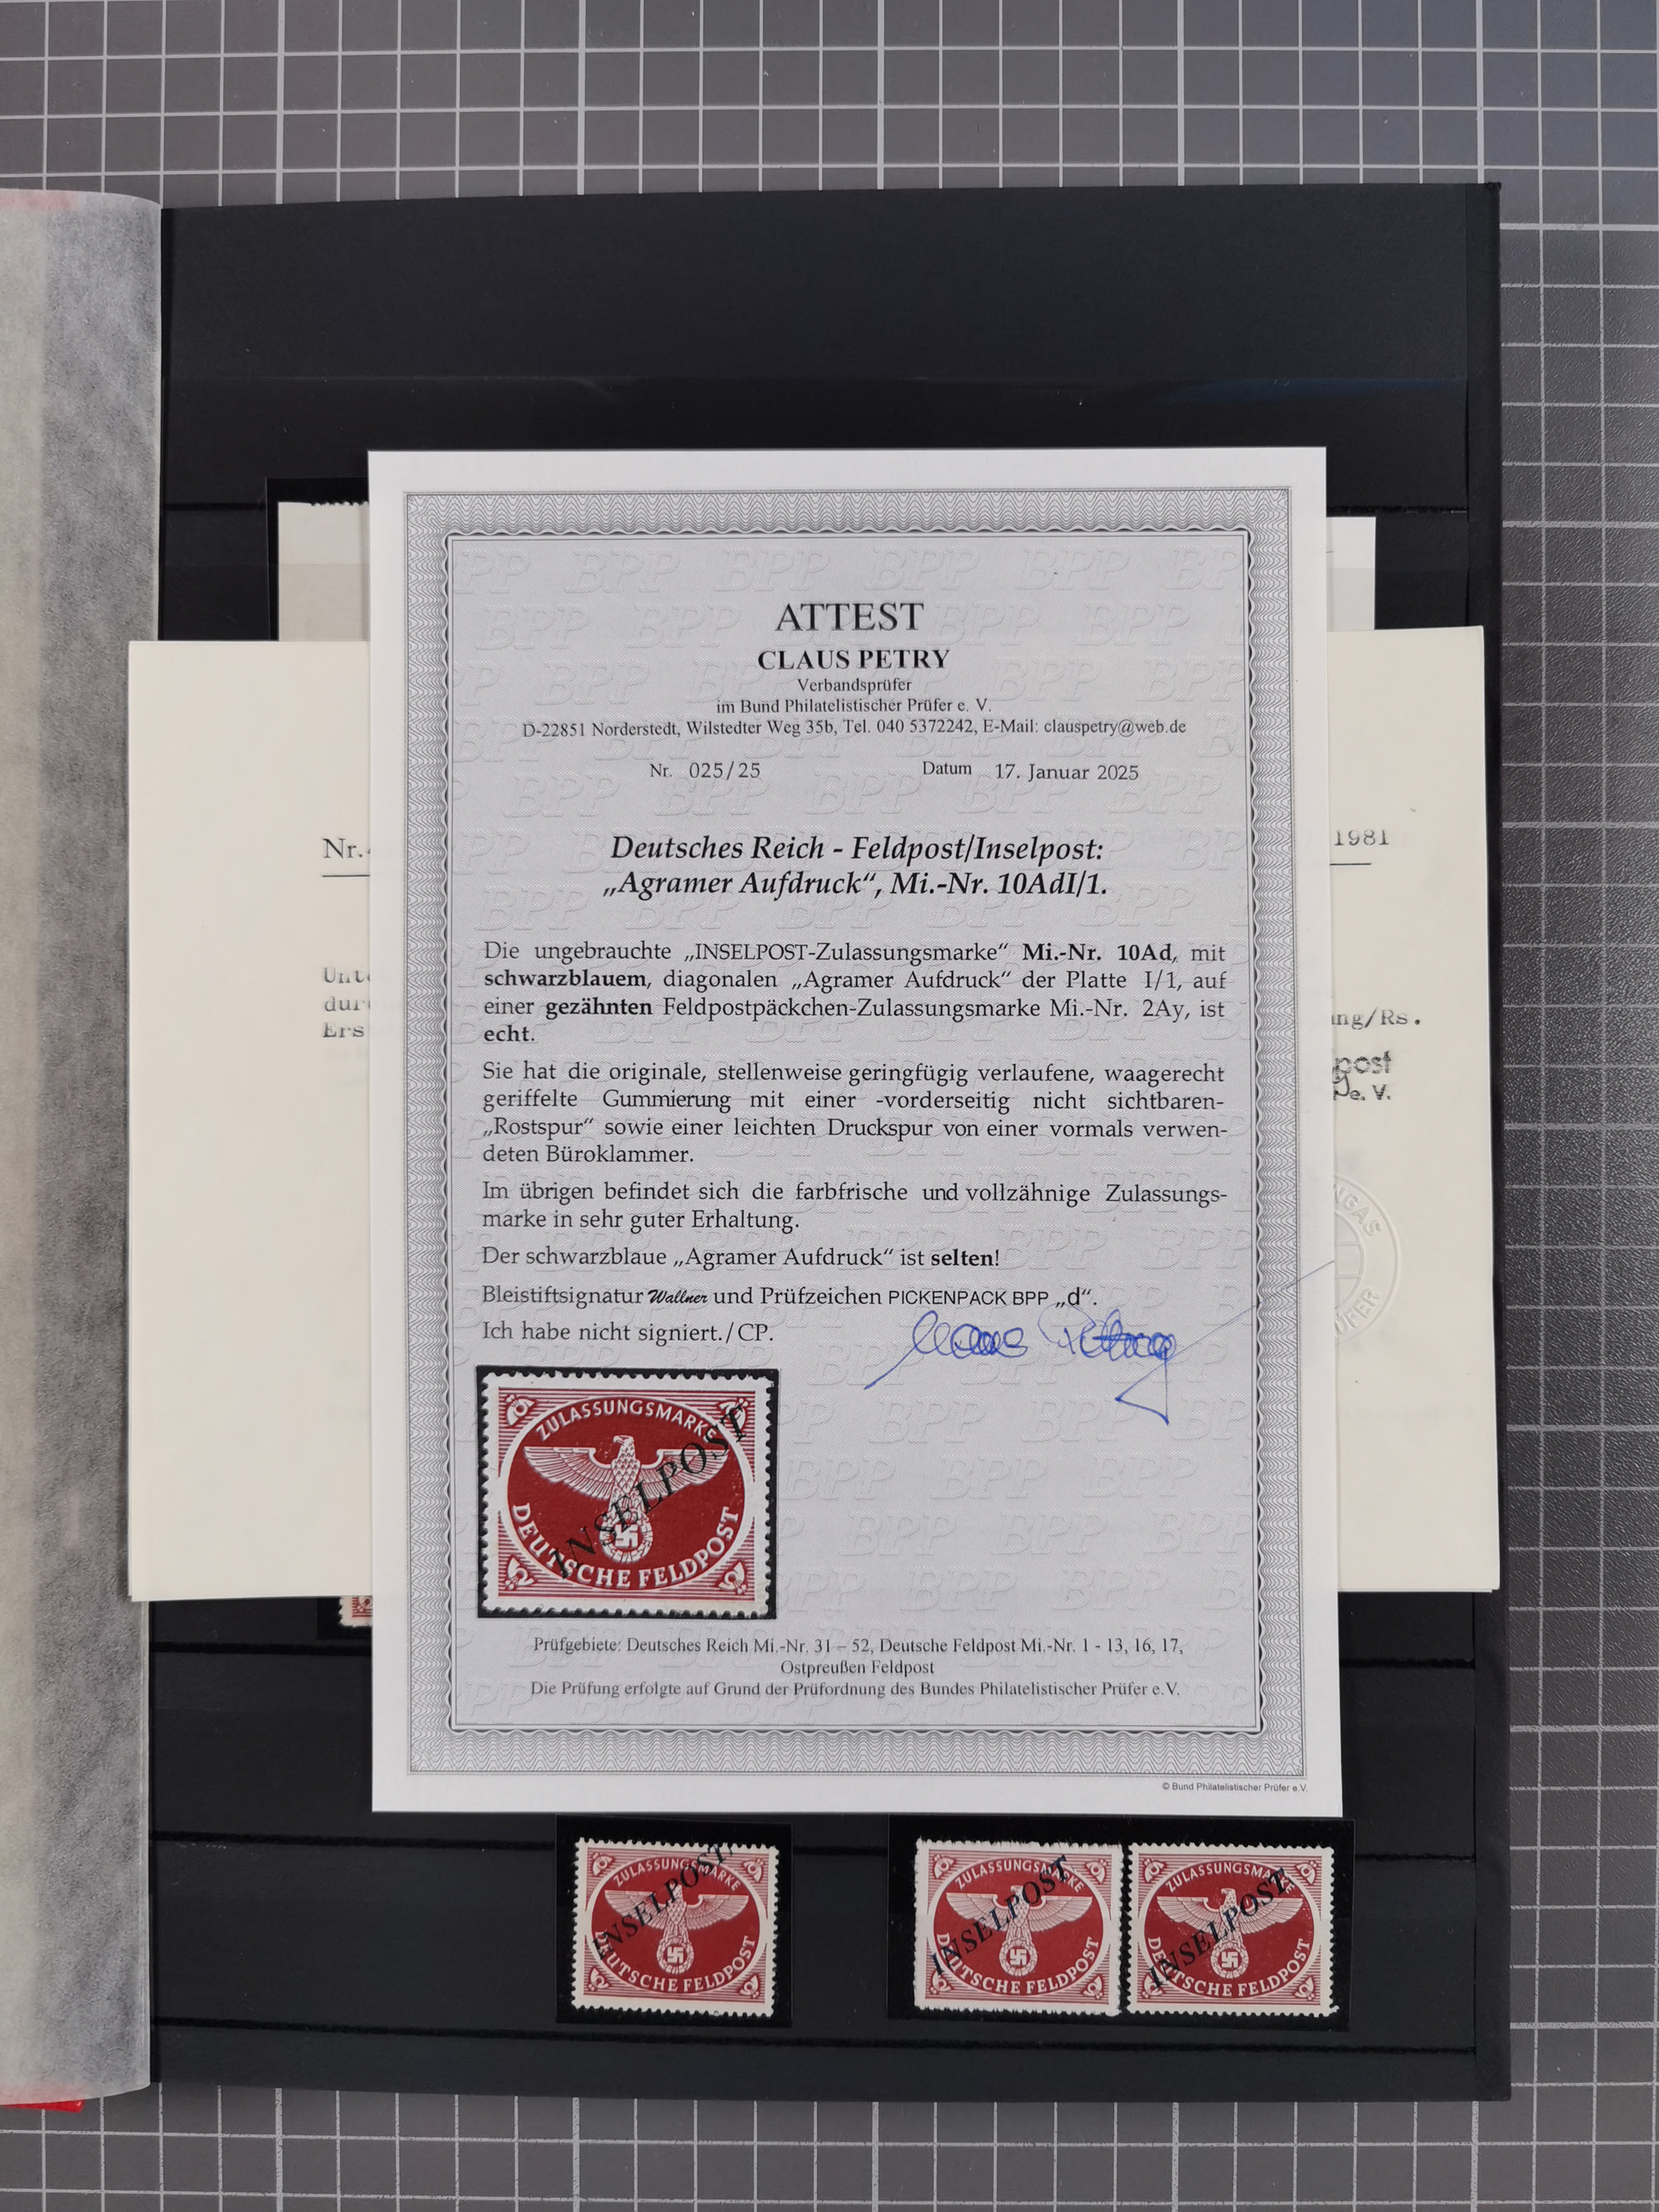 ATTEST
CLAUS PETRY
Verbandsprüfer
im Bund Philatelistischer Prüfer e. V.
D-22851 Norderstedt, Wilstedter Weg 35b, Tel. 040 5372242, E-Mail: clauspetry@web.de
Nr. 025/25 Datum 17. Januar 2025
Deutsches Reich - Feldpost/Inselpost:
„Agramer Aufdruck“, Mi.-Nr. 10AdI/1.
Die ungebrauchte „INSELPOST-Zulassungsmarke“ Mi.-Nr. 10Ad, mit
schwarzblauem, diagonalen „Agramer Aufdruck“ der Platte I/1, auf
einer gezähnten Feldpostpäckchen-Zulassungsmarke Mi.-Nr. 2Ay, ist
echt.
Sie hat die originale, stellenweise geringfügig verlaufene, waagerecht
geriffelte Gummierung mit einer -vorderseitig nicht sichtbaren-
„Rostspur“ sowie einer leichten Druckspur von einer vormals verwen-
deten Büroklammer.
Im übrigen befindet sich die farbfrische und vollzähnige Zulassungs-
marke in sehr guter Erhaltung.
Der schwarzblaue „Agramer Aufdruck“ ist selten!
Bleistiftsignatur Wallner und Prüfzeichen PICKENPACK BPP „d“.
Ich habe nicht signiert./CP.
ZULASSUNGSMARKE
INSELPOST
DEUTSCHE FELDPOST
Prüfgebiete: Deutsches Reich Mi.-Nr. 31 – 52, Deutsche Feldpost Mi.-Nr. 1 - 13, 16, 17,
Ostpreußen Feldpost
Die Prüfung erfolgte auf Grund der Prüfordnung des Bundes Philatelistischer Prüfer e.V.
© Bund Philatelistischer Prüfer e.V.
Nr.
1981
Unt
dur
Ers
ng/Rs.
post
e. V.
ZULASSUNGSMARKE
INSELPOST
DEUTSCHE FELDPOST
ZULASSUNGSMARKE
INSELPOST
DEUTSCHE FELDPOST
ZULASSUNGSMARKE
INSELPOST
DEUTSCHE FELDPOST